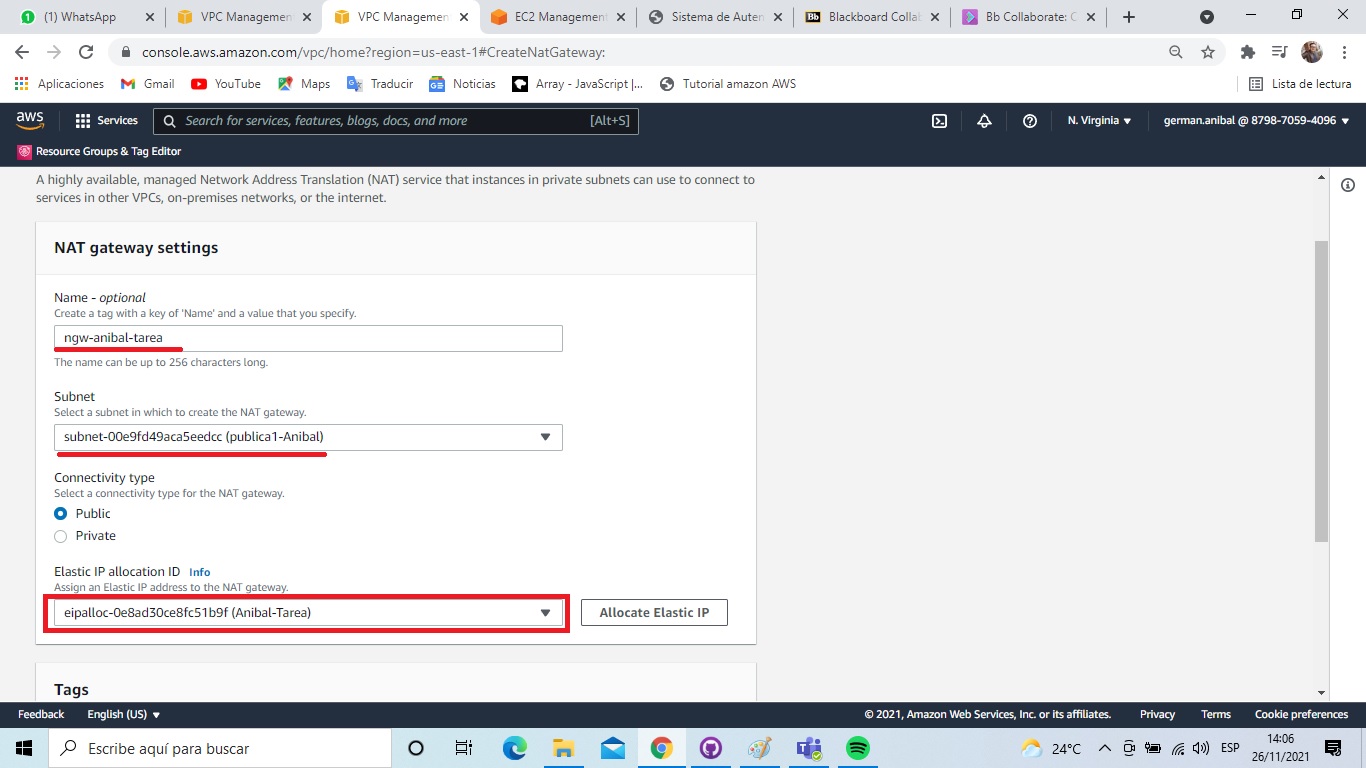 (1) WhatsApp
VPC Management
VPC Management
EC2 Management
Sistema de Auten
Bb
Blackboard Collab
Bb Collaborate: C
console.aws.amazon.com/vpc/home?region=us-east-1#CreateNatGateway:
Aplicaciones
Gmail
YouTube
Maps
Traducir
Noticias
Array - JavaScript |...
Tutorial amazon AWS
Lista de lectura
aws
Services
Search for services, features, blogs, docs, and more
[Alt+S]
N. Virginia
german.anibal @ 8798-7059-4096
Resource Groups & Tag Editor
A highly available, managed Network Address Translation (NAT) service that instances in private subnets can use to connect to
services in other VPCs, on-premises networks, or the internet.
NAT gateway settings
Name - optional
Create a tag with a key of 'Name' and a value that you specify.
ngw-anibal-tarea
The name can be up to 256 characters long.
Subnet
Select a subnet in which to create the NAT gateway.
subnet-00e9fd49aca5eedcc (publica1-Anibal)
Connectivity type
Select a connectivity type for the NAT gateway.
Public
Private
Elastic IP allocation ID Info
Assign an Elastic IP address to the NAT gateway.
eipalloc-0e8ad30ce8fc51b9f (Anibal-Tarea)
Allocate Elastic IP
Tags
Feedback
English (US)
© 2021, Amazon Web Services, Inc. or its affiliates.
Privacy
Terms
Cookie preferences
Escribe aquí para buscar
24°C
ESP
14:06
26/11/2021